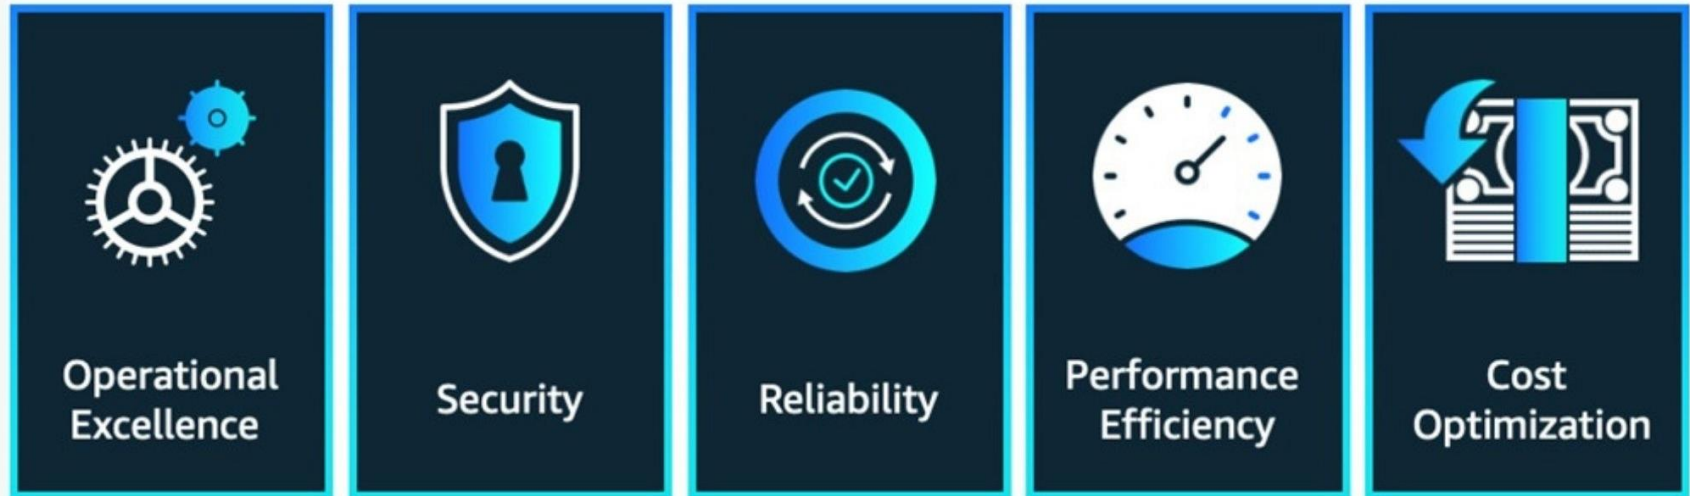 Operational
Excellence
Security
Reliability
Performance
Efficiency
Cost
Optimization